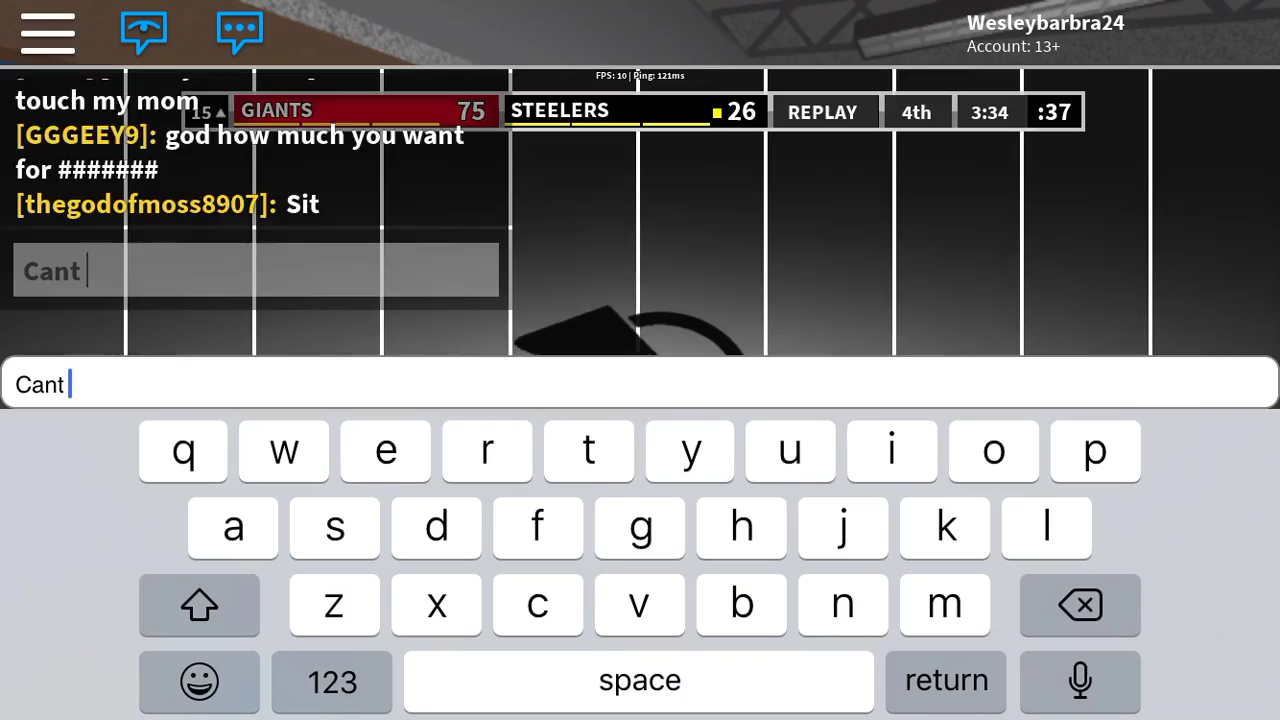 Wesleybarbra24
Account: 13+
FPS: 10 | Ping: 121ms
15 GIANTS 75 STEELERS 26 REPLAY 4th 3:34 :37
touch my mom
[GGGEEY9]: god how much you want
for #######
[thegodofmoss8907]: Sit
Cant
Cant
q w e r t y u i o p
a s d f g h j k l
z x c v b n m
123 space return